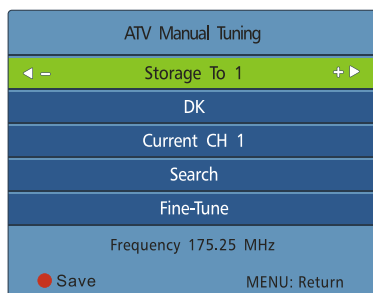 ATV Manual Tuning
Storage To 1
DK
Current CH 1
Search
Fine-Tune
Frequency 175.25 MHz
Save MENU: Return